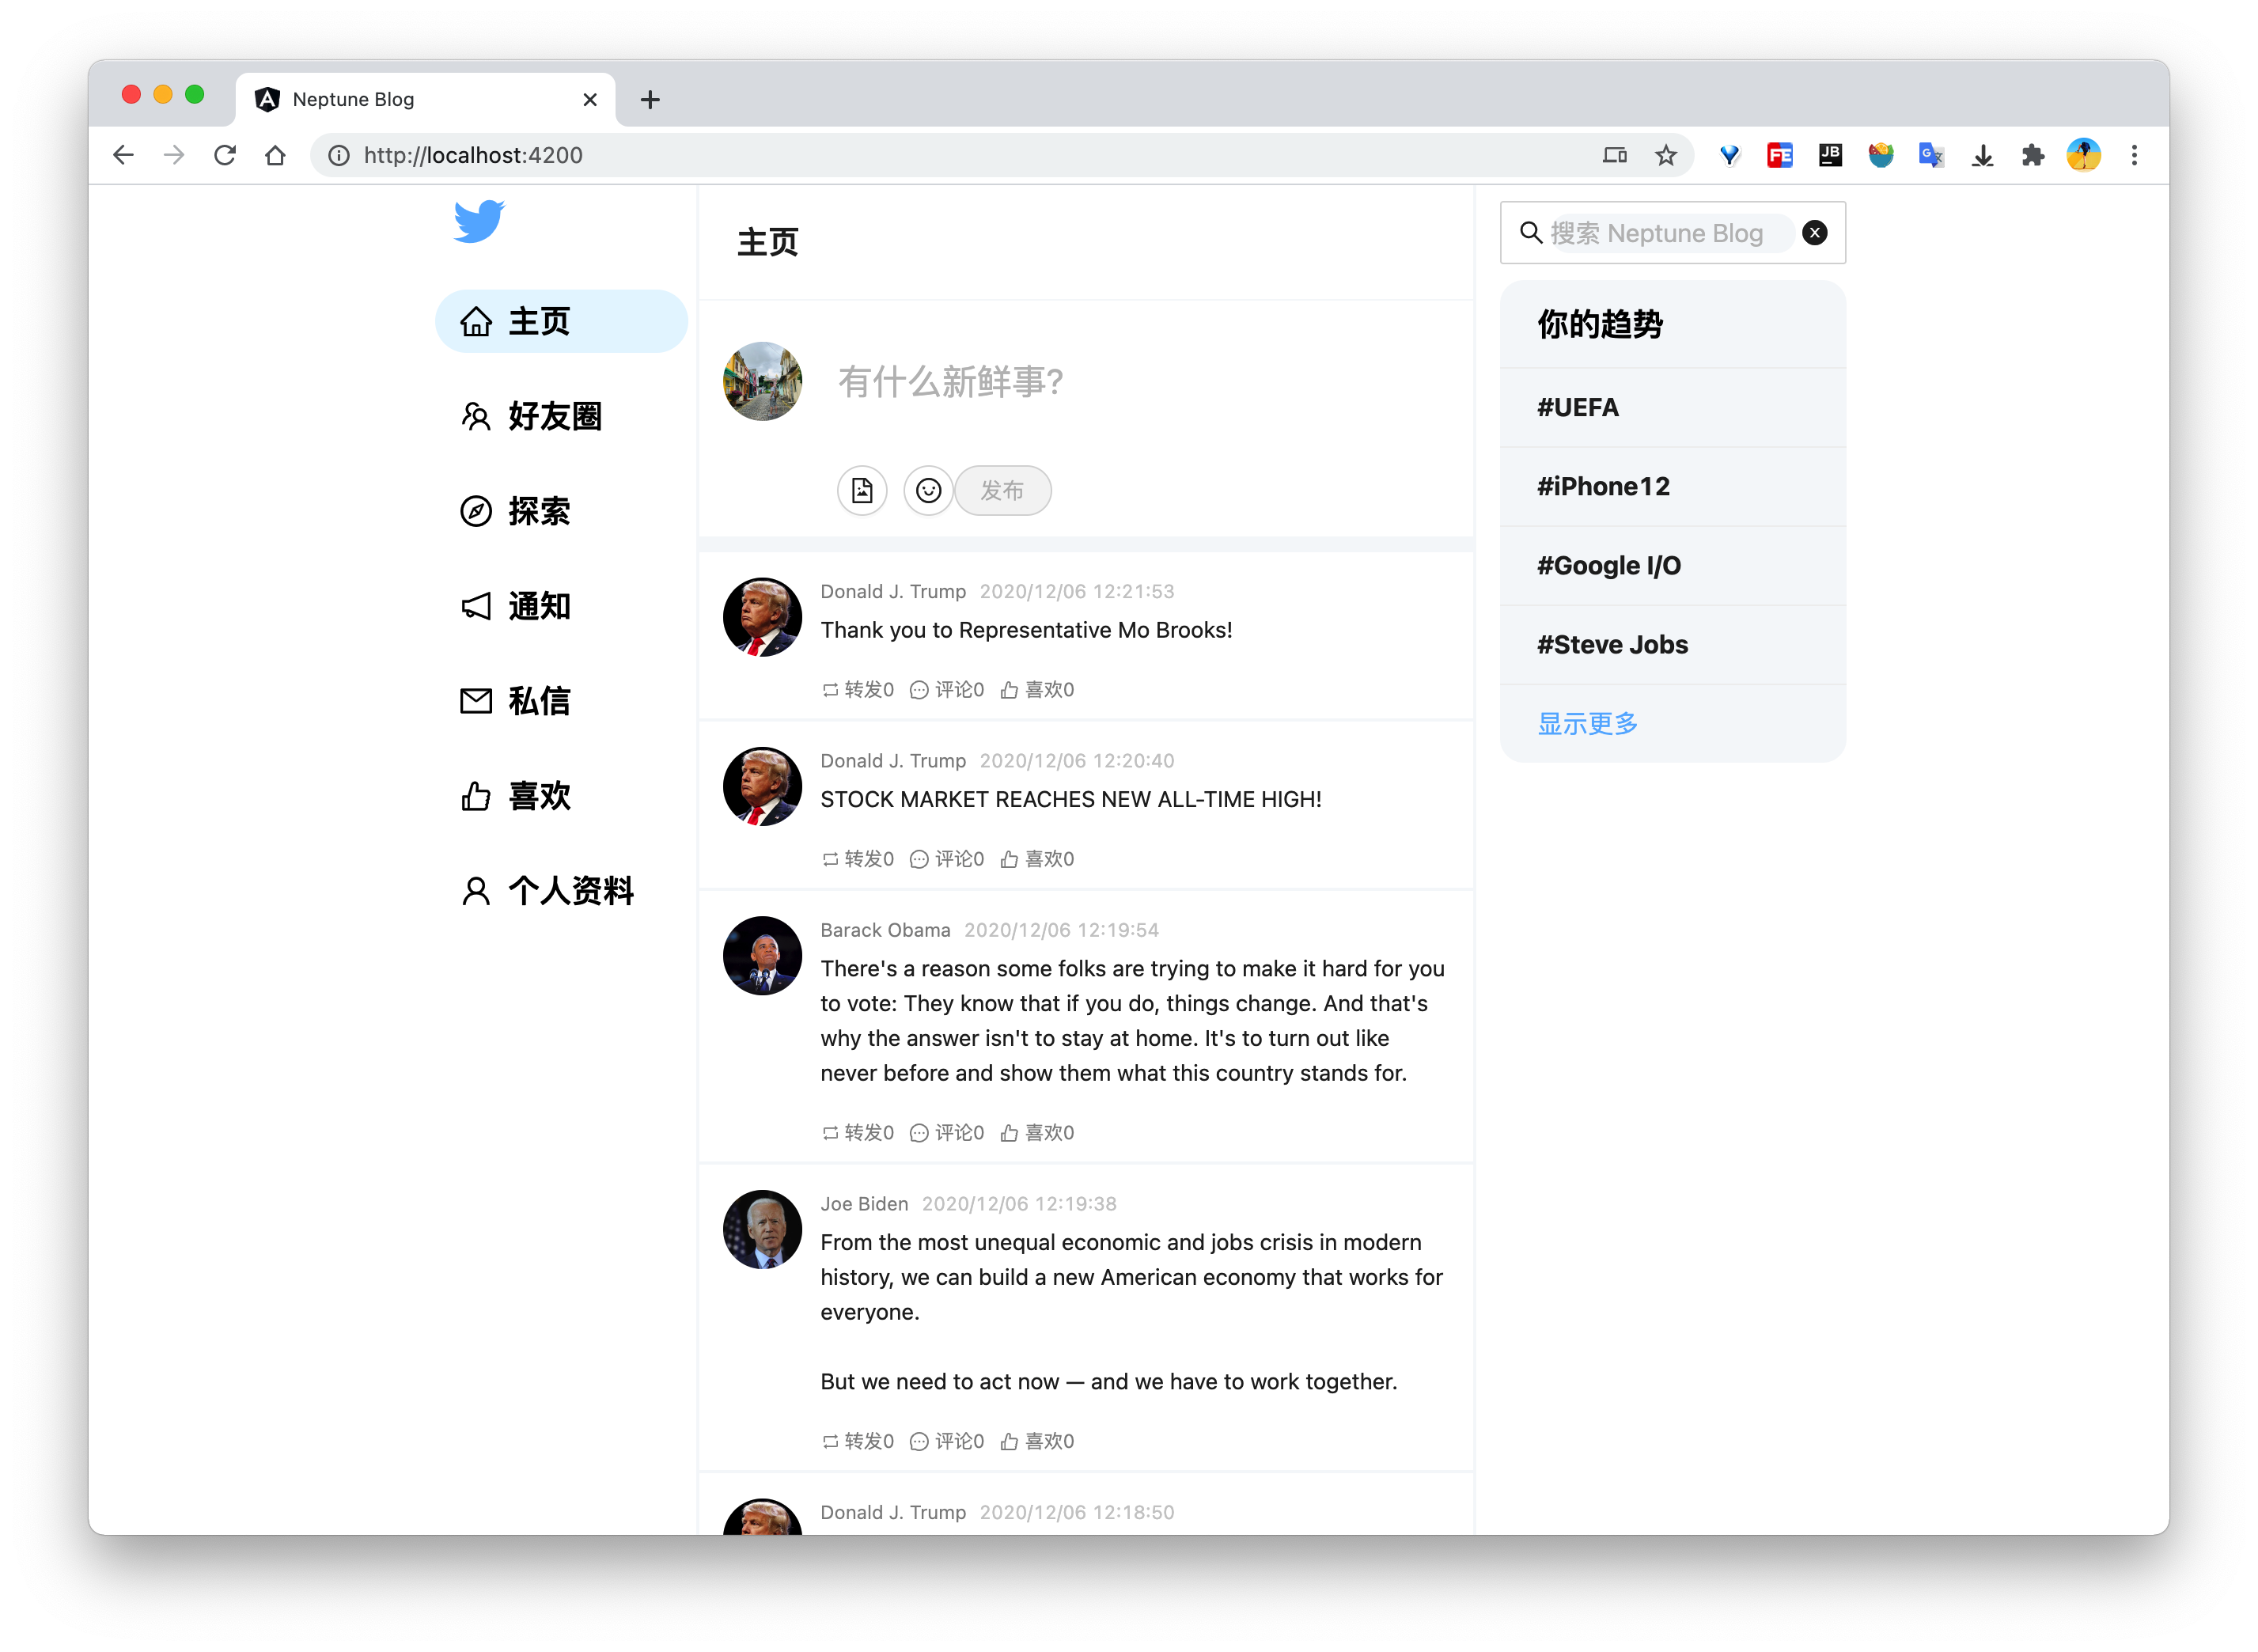 Neptune Blog
http://localhost:4200
主页
好友圈
探索
通知
私信
喜欢
个人资料
主页
有什么新鲜事?
发布
Donald J. Trump 2020/12/06 12:21:53
Thank you to Representative Mo Brooks!
转发0 评论0 喜欢0
Donald J. Trump 2020/12/06 12:20:40
STOCK MARKET REACHES NEW ALL-TIME HIGH!
转发0 评论0 喜欢0
Barack Obama 2020/12/06 12:19:54
There's a reason some folks are trying to make it hard for you
to vote: They know that if you do, things change. And that's
why the answer isn't to stay at home. It's to turn out like
never before and show them what this country stands for.
转发0 评论0 喜欢0
Joe Biden 2020/12/06 12:19:38
From the most unequal economic and jobs crisis in modern
history, we can build a new American economy that works for
everyone.
But we need to act now — and we have to work together.
转发0 评论0 喜欢0
Donald J. Trump 2020/12/06 12:18:50
搜索 Neptune Blog
你的趋势
#UEFA
#iPhone12
#Google I/O
#Steve Jobs
显示更多
FE
JB
G